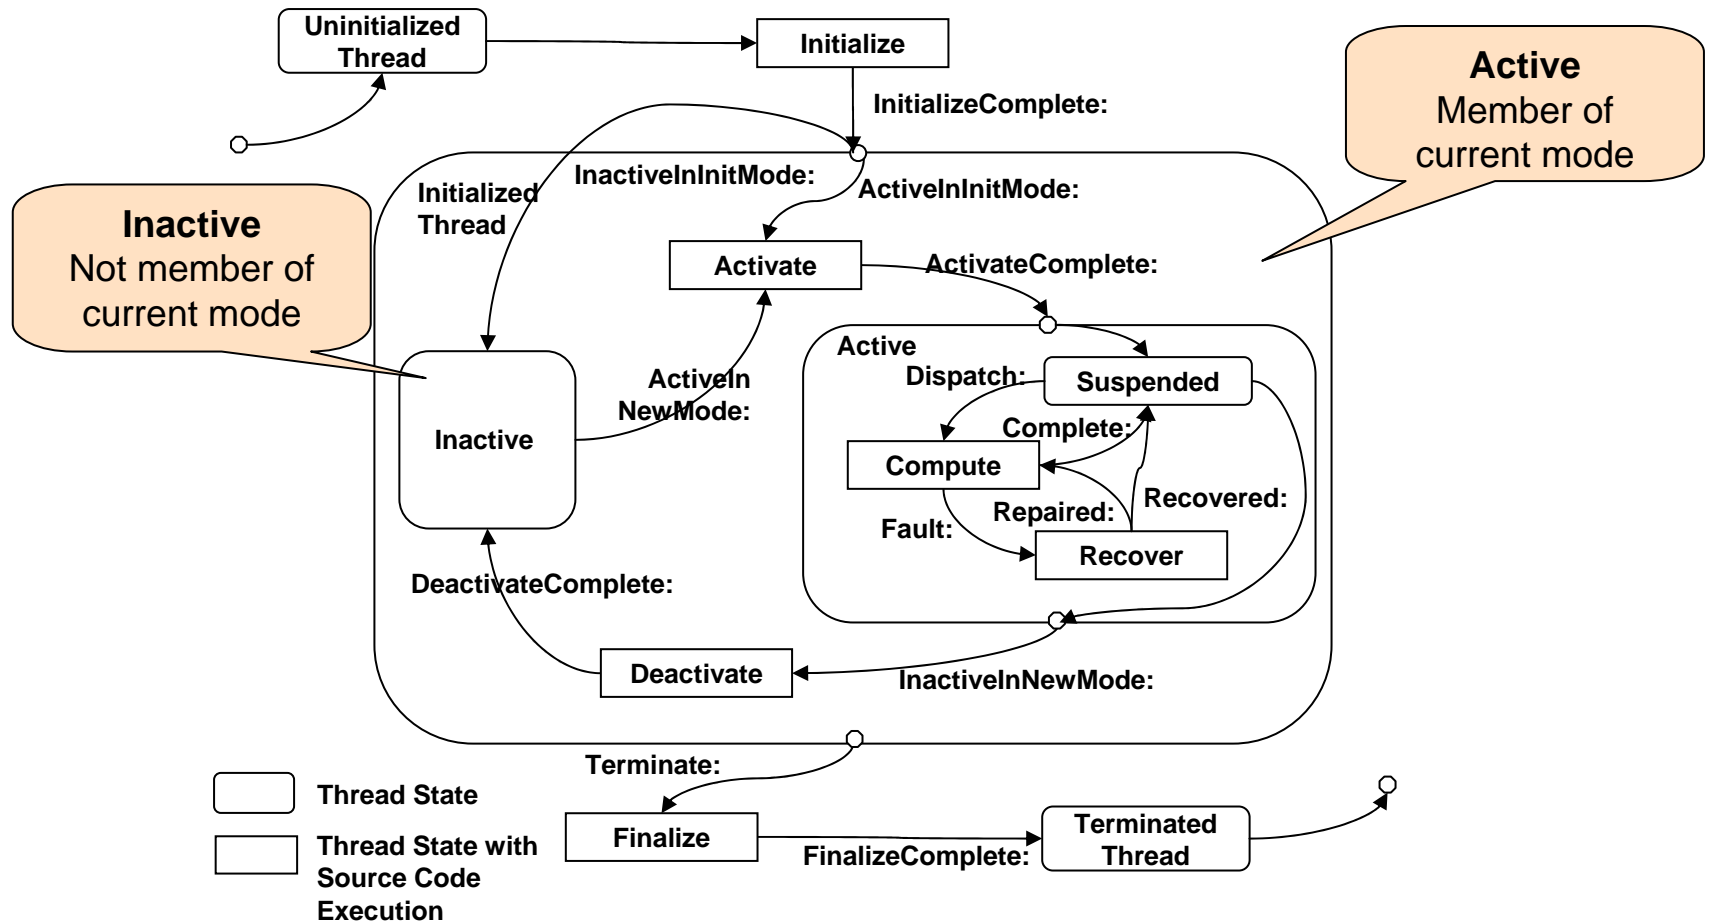 Uninitialized
Thread
Initialize
InitializeComplete:
Active
Member of
current mode
Inactive
Not member of
current mode
Initialized
Thread
InactiveInInitMode:
ActiveInInitMode:
Activate
ActivateComplete:
Active
Dispatch:
Suspended
ActiveIn
NewMode:
Complete:
Inactive
Compute
Recovered:
Repaired:
Fault:
Recover
DeactivateComplete:
Deactivate
InactiveInNewMode:
Terminate:
Thread State
Finalize
Terminated
Thread
FinalizeComplete:
Thread State with
Source Code
Execution